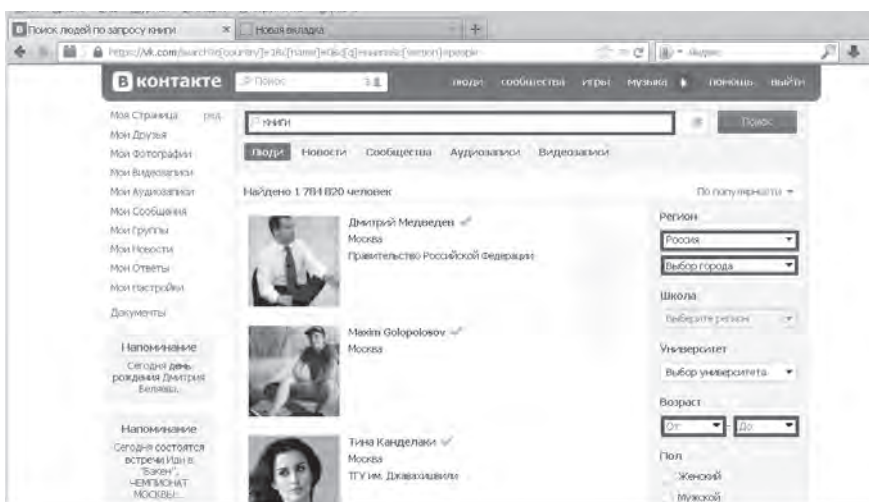 Поиск людей по запросу книги
Новая вкладка
Яндекс
В контакте
Поиск
люди сообщества игры музыка помощь выйти
Моя Страница ред.
Мои Друзья
Мои Фотографии
Мои Видеозаписи
Мои Аудиозаписи
Мои Сообщения
Мои Группы
Мои Новости
Мои Ответы
Мои Настройки
Документы
Напоминание
Сегодня день
рождения Дмитрия
Беляева.
Напоминание
Сегодня состоятся
встречи
ЧЕМПИОНАТ
МОСКВЫ
книги
Поиск
Люди Новости Сообщества Аудиозаписи Видеозаписи
Найдено 1 784 820 человек
По популярности
Дмитрий Медведев
Москва
Правительство Российской Федерации
Maxim Golopolosov
Москва
Тина Канделаки
Москва
ТГУ им. Джавахишвили
Регион
Россия
Выбор города
Школа
Выберите регион
Университет
Выбор университета
Возраст
От - До
Пол
Женский
Мужской